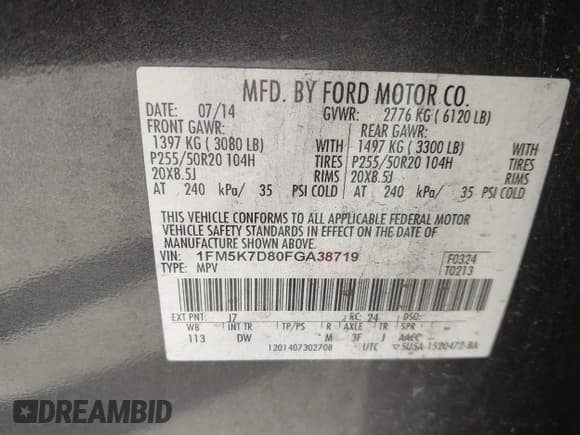 MFD. BY FORD MOTOR CO.
DATE: 07/14 GVWR: 2776 KG ( 6120 LB)
FRONT GAWR: REAR GAWR:
1397 KG ( 3080 LB) WITH 1497 KG ( 3300 LB) WITH
P255/50R20 104H TIRES P255/50R20 104H TIRES
20X8.5J RIMS 20X8.5J RIMS
AT 240 kPa/ 35 PSI COLD AT 240 kPa/ 35 PSI COLD
THIS VEHICLE CONFORMS TO ALL APPLICABLE FEDERAL MOTOR
VEHICLE SAFETY STANDARDS IN EFFECT ON THE DATE OF
MANUFACTURE SHOWN ABOVE.
VIN: 1FM5K7D80FGA38719 F0324
TYPE: MPV T0213
EXT PNT: J7 RC: 24 DSO:
WB INT TR TP/PS R AXLE TR SPR
113 DW M 3F J AACC
1201407302708 UTC 5USA-1520472-BA
DREAMBID